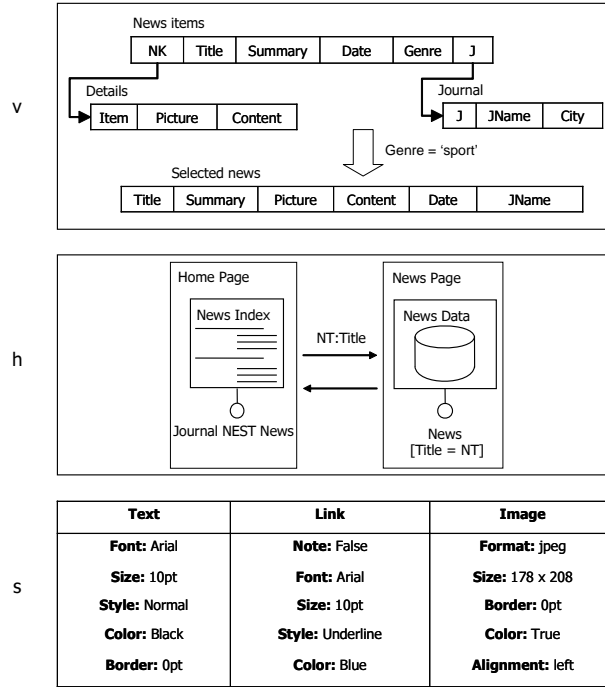 News items
NK Title Summary Date Genre J
Details
Journal
Item Picture Content
J JName City
v
Genre = 'sport'
Selected news
Title Summary Picture Content Date JName
Home Page
News Page
News Index
News Data
NT:Title
h
Journal NEST News
News
[Title = NT]
Text Link Image
Font: Arial Note: False Format: jpeg
Size: 10pt Font: Arial Size: 178 x 208
s
Style: Normal Size: 10pt Border: 0pt
Color: Black Style: Underline Color: True
Border: 0pt Color: Blue Alignment: left